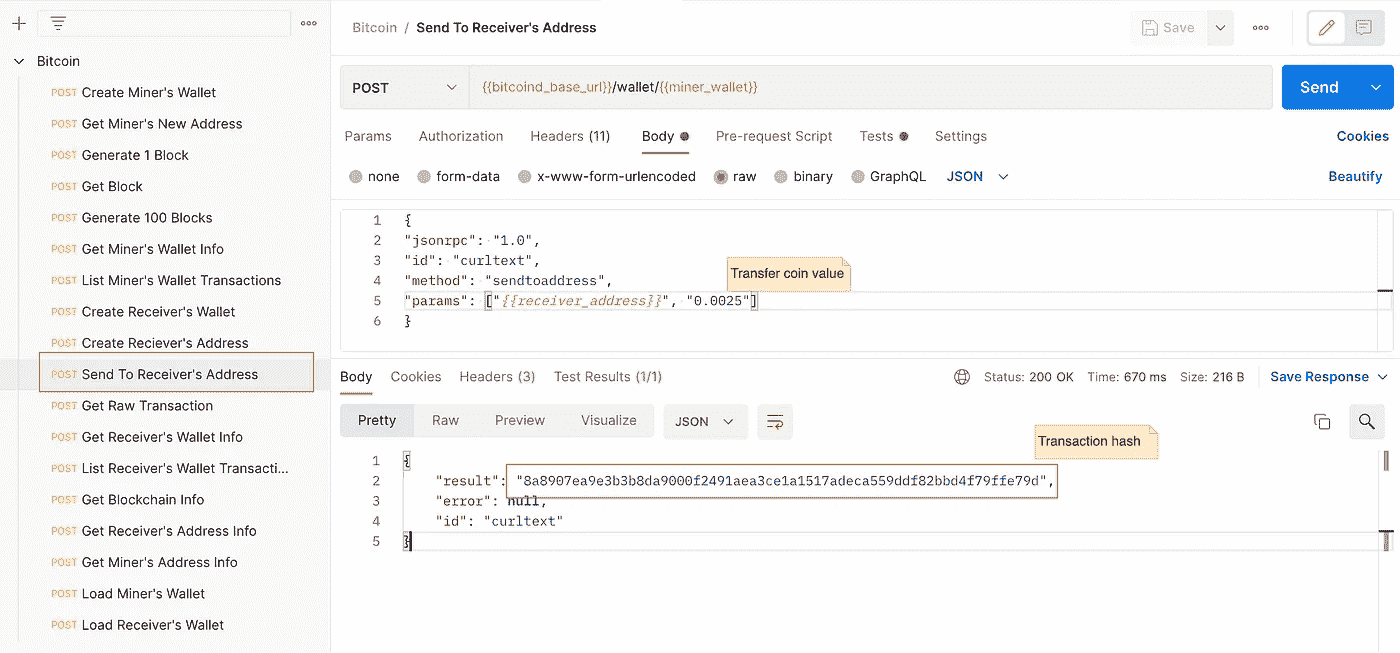 Bitcoin
POST Create Miner's Wallet
POST Get Miner's New Address
POST Generate 1 Block
POST Get Block
POST Generate 100 Blocks
POST Get Miner's Wallet Info
POST List Miner's Wallet Transactions
POST Create Receiver's Wallet
POST Create Reciever's Address
POST Send To Receiver's Address
POST Get Raw Transaction
POST Get Receiver's Wallet Info
POST List Receiver's Wallet Transacti...
POST Get Blockchain Info
POST Get Receiver's Address Info
POST Get Miner's Address Info
POST Load Miner's Wallet
POST Load Receiver's Wallet
Bitcoin / Send To Receiver's Address
Save
POST {{bitcoind_base_url}}/wallet/{{miner_wallet}} Send
Params Authorization Headers (11) Body Pre-request Script Tests Settings Cookies
none form-data x-www-form-urlencoded raw binary GraphQL JSON Beautify
1 {
2 "jsonrpc": "1.0",
3 "id": "curltext",
Transfer coin value
4 "method": "sendtoaddress",
5 "params": ["{{receiver_address}}", "0.0025"]
6 }
Body Cookies Headers (3) Test Results (1/1) Status: 200 OK Time: 670 ms Size: 216 B Save Response
Pretty Raw Preview Visualize JSON
Transaction hash
1 {
2 "result": "8a8907ea9e3b3b8da9000f2491aea3ce1a1517adeca559ddf82bbd4f79ffe79d",
3 "error": null,
4 "id": "curltext"
5 }